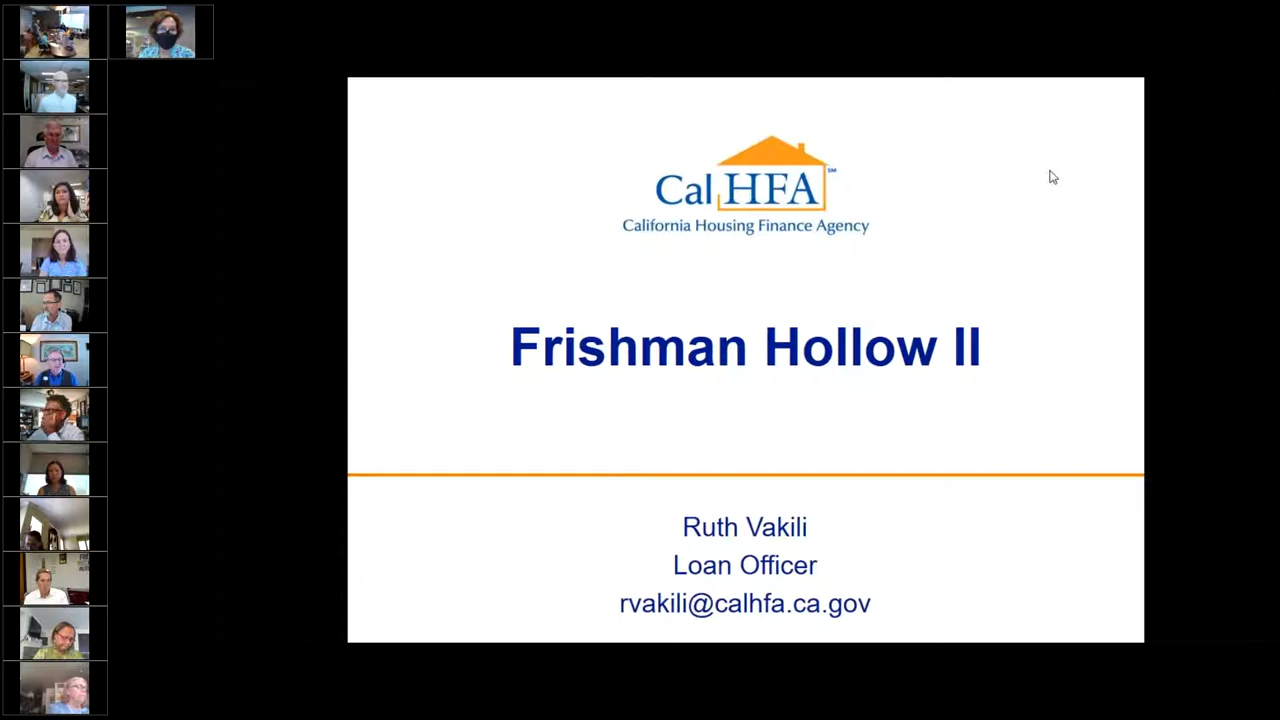 Cal HFA SM
California Housing Finance Agency
Frishman Hollow II
Ruth Vakili
Loan Officer
rvakili@calhfa.ca.gov